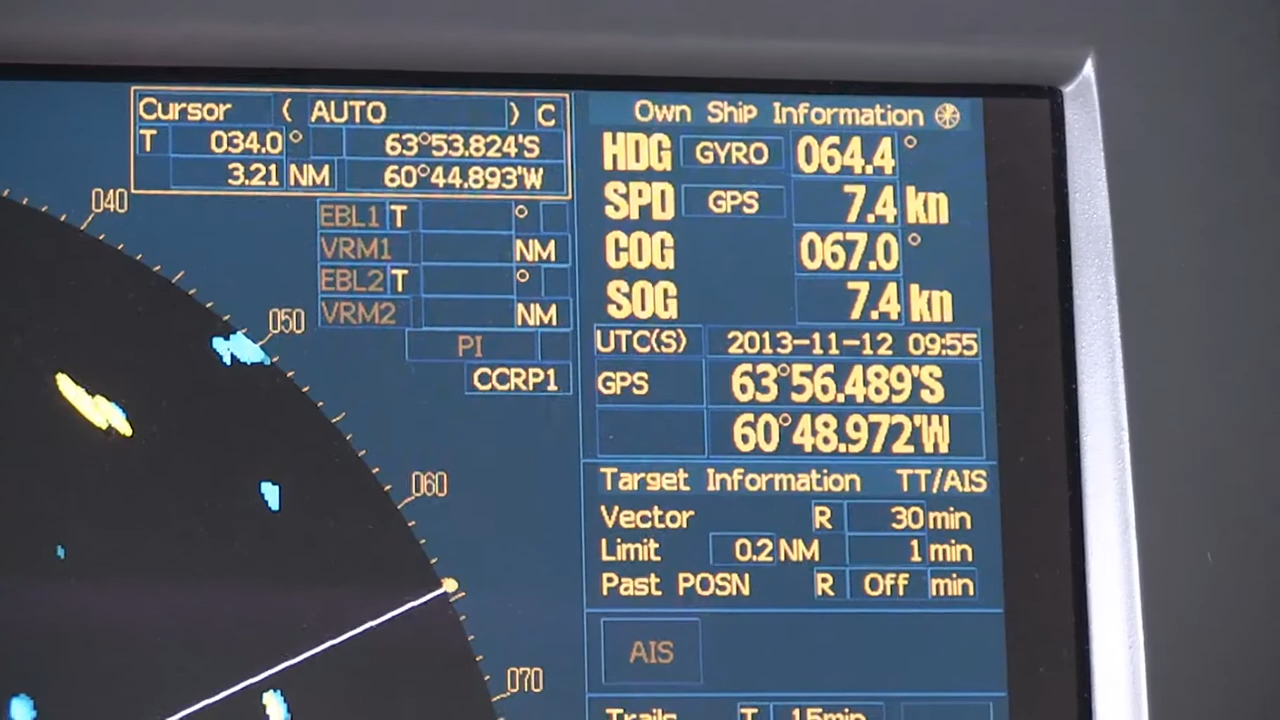 Cursor ( AUTO ) C
T 034.0 ° 63°53.824'S
3.21 NM 60°44.893'W
040
EBL1 T °
VRM1 NM
EBL2 T °
VRM2 NM
050
PI
CCRP1
060
070
Own Ship Information
HDG GYRO 064.4 °
SPD GPS 7.4 kn
COG 067.0 °
SOG 7.4 kn
UTC(S) 2013-11-12 09:55
GPS 63°56.489'S
60°48.972'W
Target Information TT/AIS
Vector R 30 min
Limit 0.2 NM 1 min
Past POSN R Off min
AIS
Trails T 15min